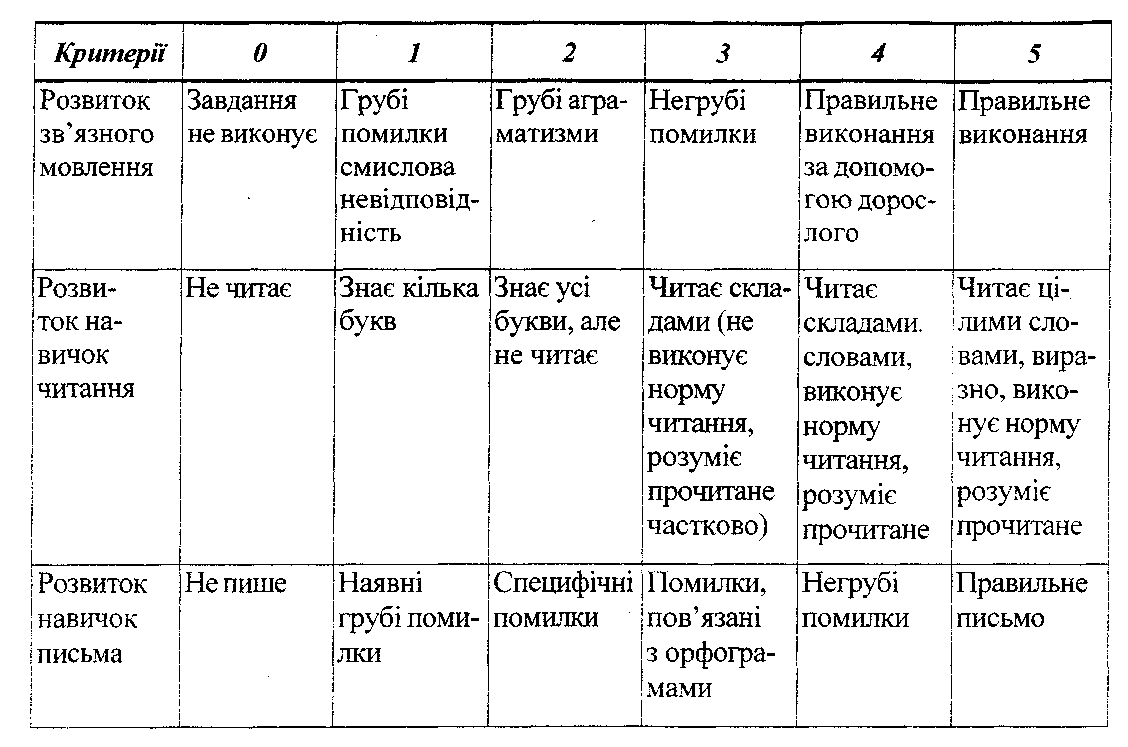 Критерії 0 1 2 3 4 5
Розвиток
зв’язного
мовлення
Завдання
не виконує
Грубі
помилки
смислова
невідповід-
ність
Грубі агра-
матизми
Негрубі
помилки
Правильне
виконання
за допомо-
гою дорос-
лого
Правильне
виконання
Розви-
ток на-
вичок
читання
Не читає
Знає кілька
букв
Знає усі
букви, але
не читає
Читає скла-
дами (не
виконує
норму
читання,
розуміє
прочитане
частково)
Читає
складами.
словами,
виконує
норму
читання,
розуміє
прочитане
Читає ці-
лими сло-
вами, вира-
зно, вико-
нує норму
читання,
розуміє
прочитане
Розвиток
навичок
письма
Не пише
Наявні
грубі поми-
лки
Специфічні
помилки
Помилки,
пов’язані
з орфогра-
мами
Негрубі
помилки
Правильне
письмо